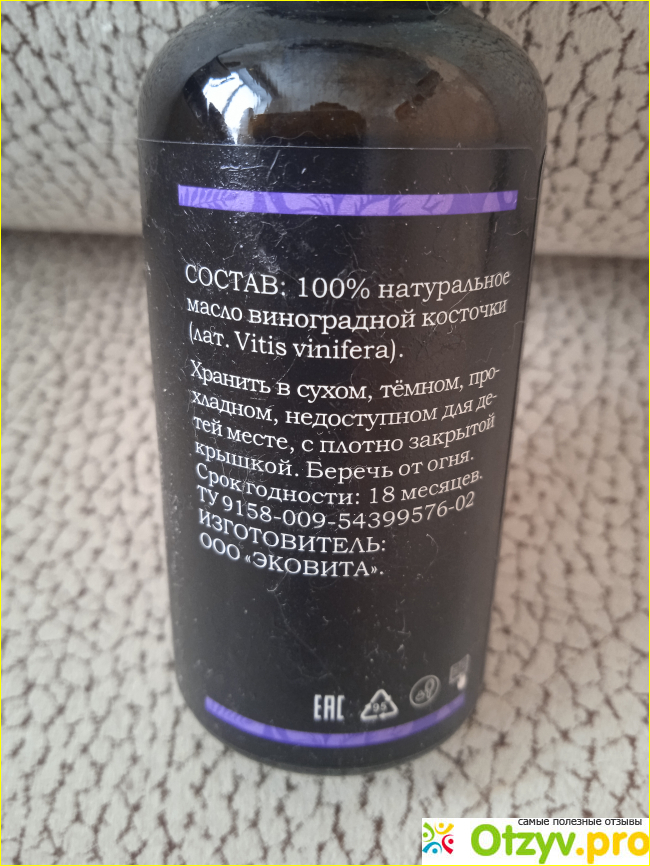 СОСТАВ: 100% натуральное
масло виноградной косточки
(лат. Vitis vinifera).
Хранить в сухом, тёмном, про-
хладном, недоступном для де-
тей месте, с плотно закрытой
крышкой. Беречь от огня.
Срок годности: 18 месяцев.
ТУ 9158-009-54399576-02
ИЗГОТОВИТЕЛЬ:
ООО «ЭКОВИТА».
EAC
95
самые полезные отзывы
Otzyv.pro